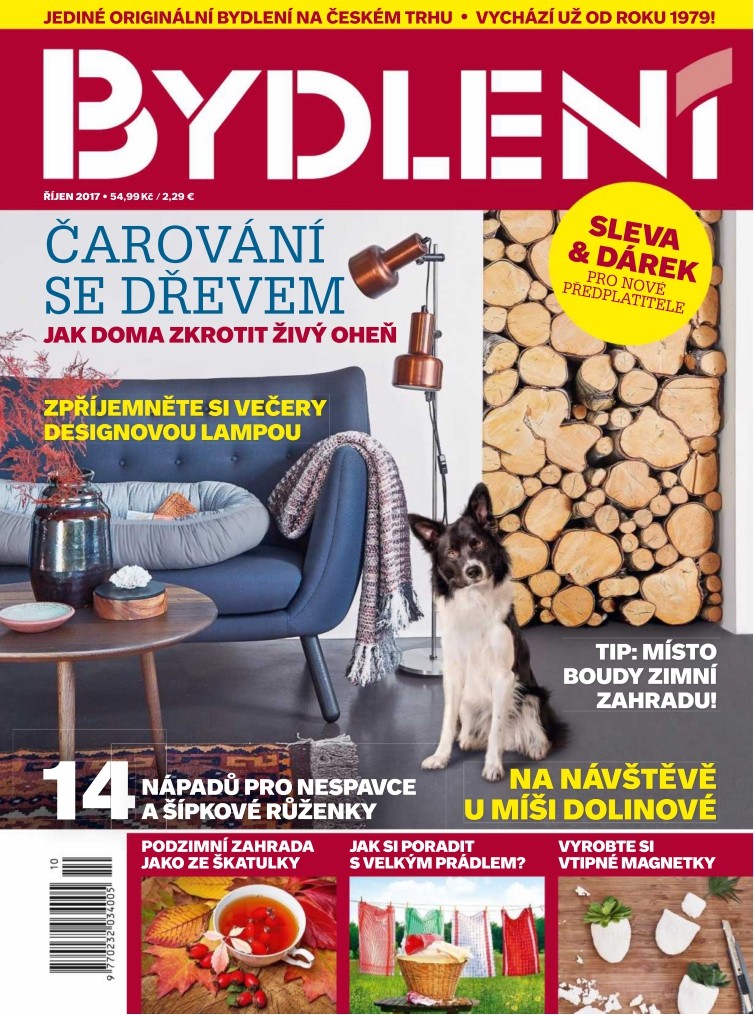 JEDINÉ ORIGINÁLNÍ BYDLENÍ NA ČESKÉM TRHU • VYCHÁZÍ UŽ OD ROKU 1979!
BYDLENÍ
ŘÍJEN 2017 • 54,99 Kč / 2,29 €
SLEVA
& DÁREK
PRO NOVÉ
PŘEDPLATITELE
ČAROVÁNÍ
SE DŘEVEM
JAK DOMA ZKROTIT ŽIVÝ OHEŇ
ZPŘÍJEMNĚTE SI VEČERY
DESIGNOVOU LAMPOU
TIP: MÍSTO
BOUDY ZIMNÍ
ZAHRADU!
14 NÁPADŮ PRO NESPAVCE
A ŠÍPKOVÉ RŮŽENKY
NA NÁVŠTĚVĚ
U MÍŠI DOLINOVÉ
PODZIMNÍ ZAHRADA
JAKO ZE ŠKATULKY
JAK SI PORADIT
S VELKÝM PRÁDLEM?
VYROBTE SI
VTIPNÉ MAGNETKY
10
9 770232 034005